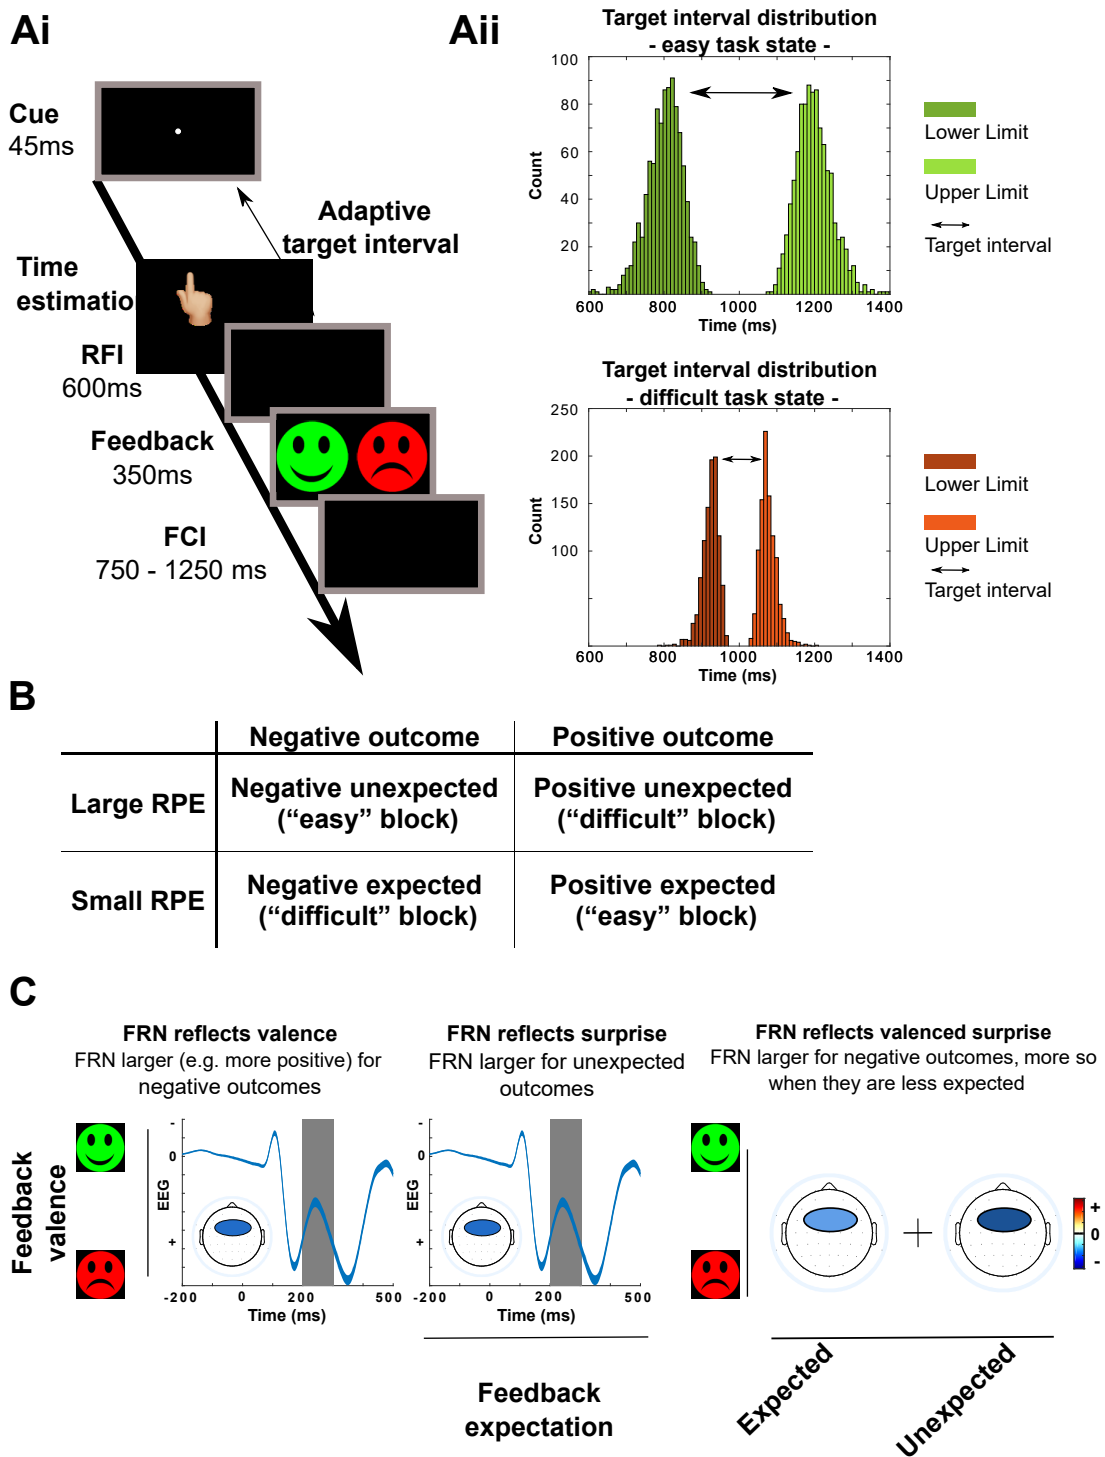 Ai
Cue
45ms
Adaptive
target interval
Time
estimatio
RFI
600ms
Feedback
350ms
FCI
750 - 1250 ms
Aii
Target interval distribution
- easy task state -
100
80
60
40
20
Count
600
800
1000
1200
1400
Time (ms)
Lower Limit
Upper Limit
Target interval
Target interval distribution
- difficult task state -
250
200
150
100
Count
600
800
1000
1200
1400
Time (ms)
Lower Limit
Upper Limit
Target interval
B
Negative outcome
Positive outcome
Large RPE
Negative unexpected
("easy" block)
Positive unexpected
("difficult" block)
Small RPE
Negative expected
("difficult" block)
Positive expected
("easy" block)
C
FRN reflects valence
FRN larger (e.g. more positive) for
negative outcomes
FRN reflects surprise
FRN larger for unexpected
outcomes
FRN reflects valenced surprise
FRN larger for negative outcomes, more so
when they are less expected
Feedback
valence
-
0
+
EEG
-200
0
200
500
Time (ms)
-
0
+
EEG
-200
0
200
500
Time (ms)
+
+
0
-
Feedback
expectation
Expected
Unexpected